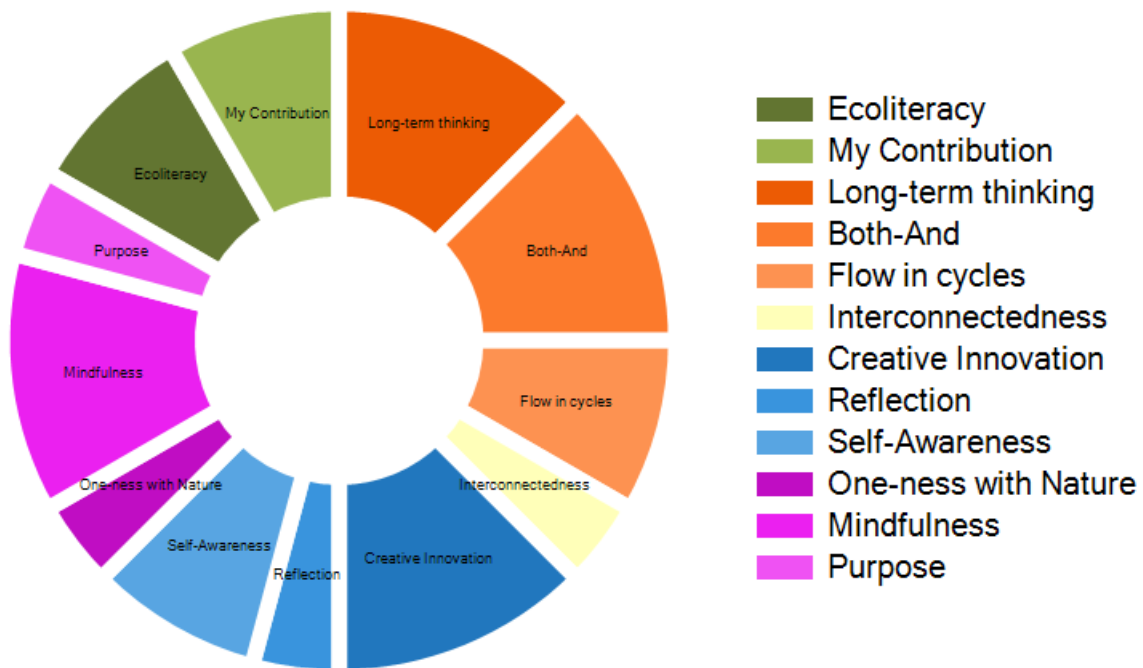 My Contribution
Long-term thinking
Ecoliteracy
Both-And
Purpose
Mindfulness
Flow in cycles
One-ness with Nature
Interconnectedness
Self-Awareness
Creative Innovation
Reflection
Ecoliteracy
My Contribution
Long-term thinking
Both-And
Flow in cycles
Interconnectedness
Creative Innovation
Reflection
Self-Awareness
One-ness with Nature
Mindfulness
Purpose